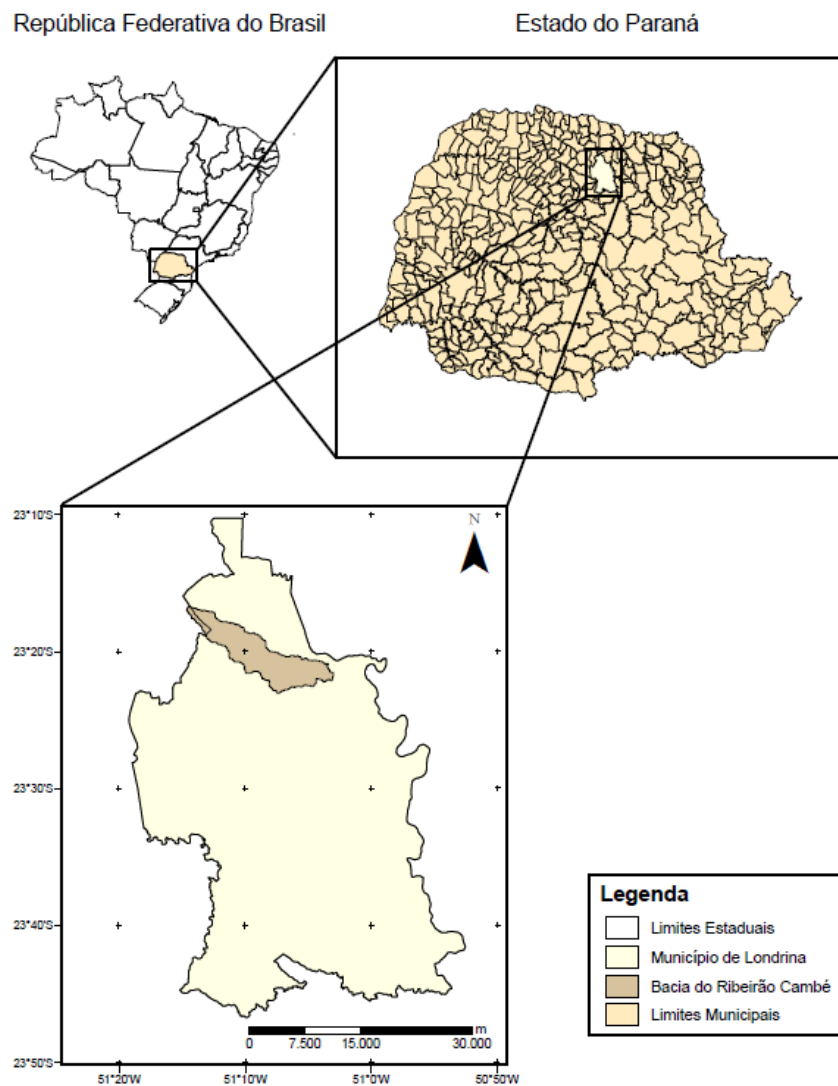 República Federativa do Brasil
Estado do Paraná
N
23°10'S
23°20'S
23°30'S
23°40'S
23°50'S
51°20'W
51°10'W
51°0'W
50°50'W
m
0
7.500
15.000
30.000
Legenda
Limites Estaduais
Município de Londrina
Bacia do Ribeirão Cambé
Limites Municipais